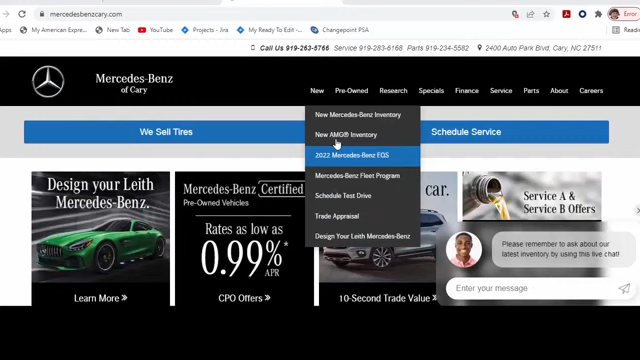 mercedesbenzcary.com
Error
My American Expre...
New Tab
YouTube
Projects - Jira
My Ready To Edit -...
Changepoint PSA
Call Us 919-263-5766 Service 919-283-6168 Parts 919-234-5582 2400 Auto Park Blvd, Cary, NC 27511
Mercedes-Benz
of Cary
New Pre-Owned Research Specials Finance Service Parts About Careers
New Mercedes-Benz Inventory
New AMG® Inventory
2022 Mercedes-Benz EQS
Mercedes-Benz Fleet Program
Schedule Test Drive
Trade Appraisal
Design Your Leith Mercedes-Benz
We Sell Tires
Schedule Service
Design your Leith
Mercedes-Benz.
Learn More »
Mercedes-Benz Certified
Pre-Owned Vehicles
Rates as low as
0.99%*
APR
CPO Offers »
car.
10-Second Trade Value »
Service A &
Service B Offers
Please remember to ask about our
latest inventory by using this live chat!
Enter your message